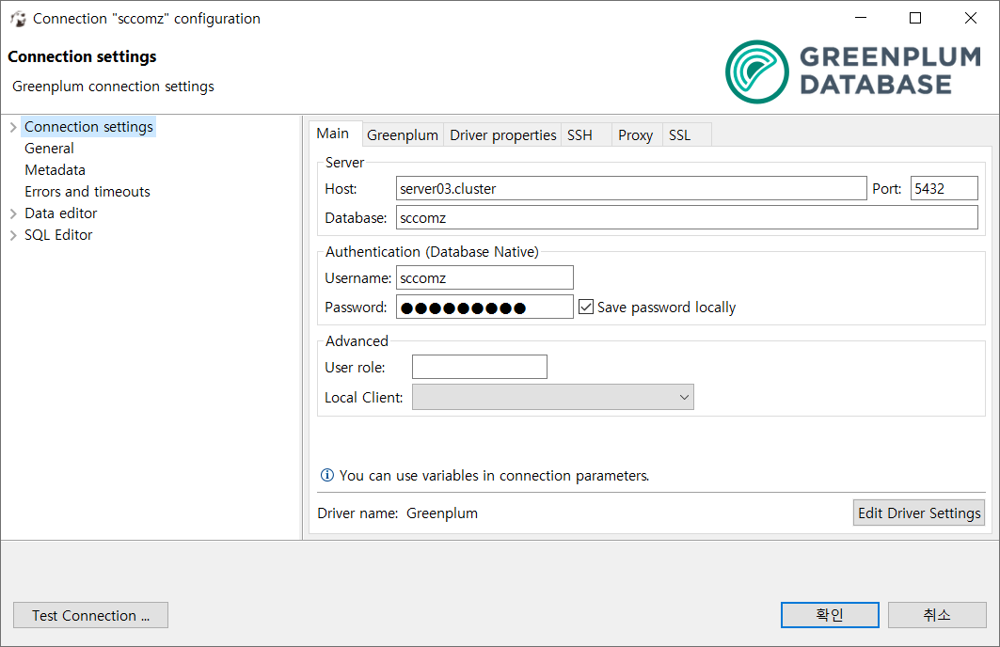 Connection "sccomz" configuration
Connection settings
Greenplum connection settings
GREENPLUM
DATABASE
Connection settings
General
Metadata
Errors and timeouts
Data editor
SQL Editor
Main Greenplum Driver properties SSH Proxy SSL
Server
Host: server03.cluster Port: 5432
Database: sccomz
Authentication (Database Native)
Username: sccomz
Password: ●●●●●●●●● Save password locally
Advanced
User role:
Local Client:
You can use variables in connection parameters.
Driver name: Greenplum Edit Driver Settings
Test Connection ... 확인 취소